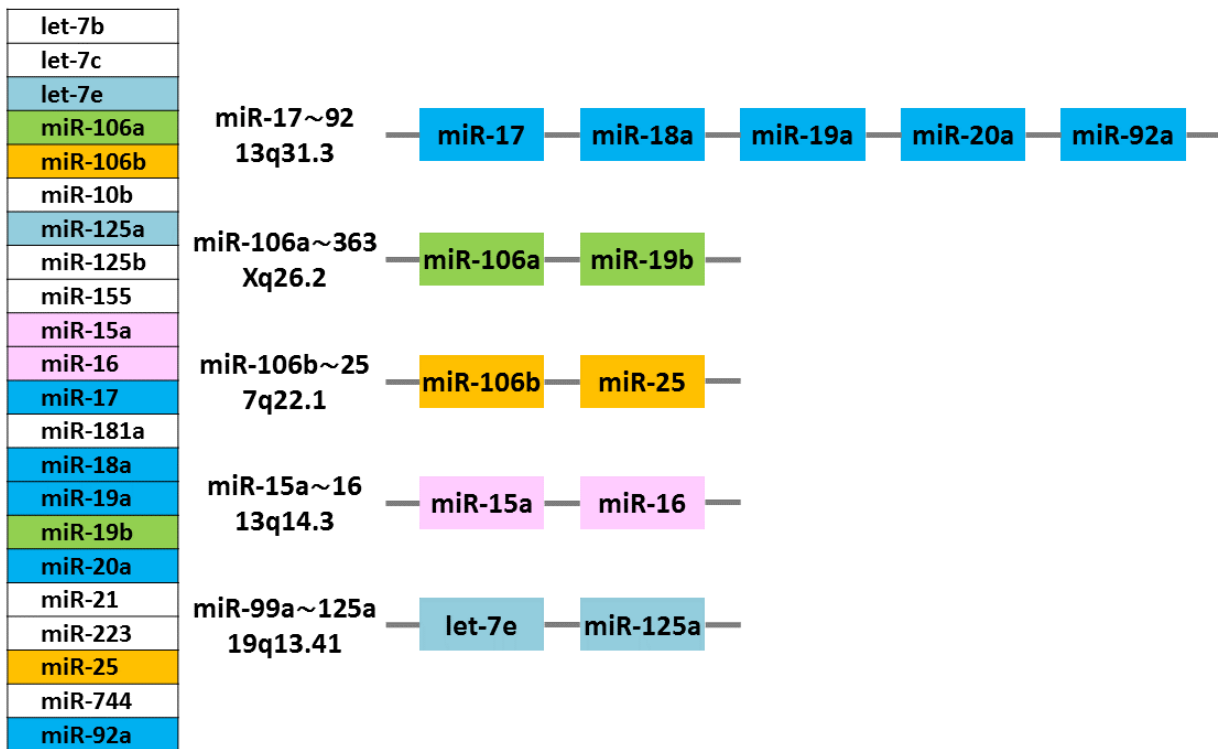 let-7b
let-7c
let-7e
miR-106a
miR-106b
miR-10b
miR-125a
miR-125b
miR-155
miR-15a
miR-16
miR-17
miR-181a
miR-18a
miR-19a
miR-19b
miR-20a
miR-21
miR-223
miR-25
miR-744
miR-92a
miR-17~92
13q31.3
miR-17 miR-18a miR-19a miR-20a miR-92a
miR-106a~363
Xq26.2
miR-106a miR-19b
miR-106b~25
7q22.1
miR-106b miR-25
miR-15a~16
13q14.3
miR-15a miR-16
miR-99a~125a
19q13.41
let-7e miR-125a